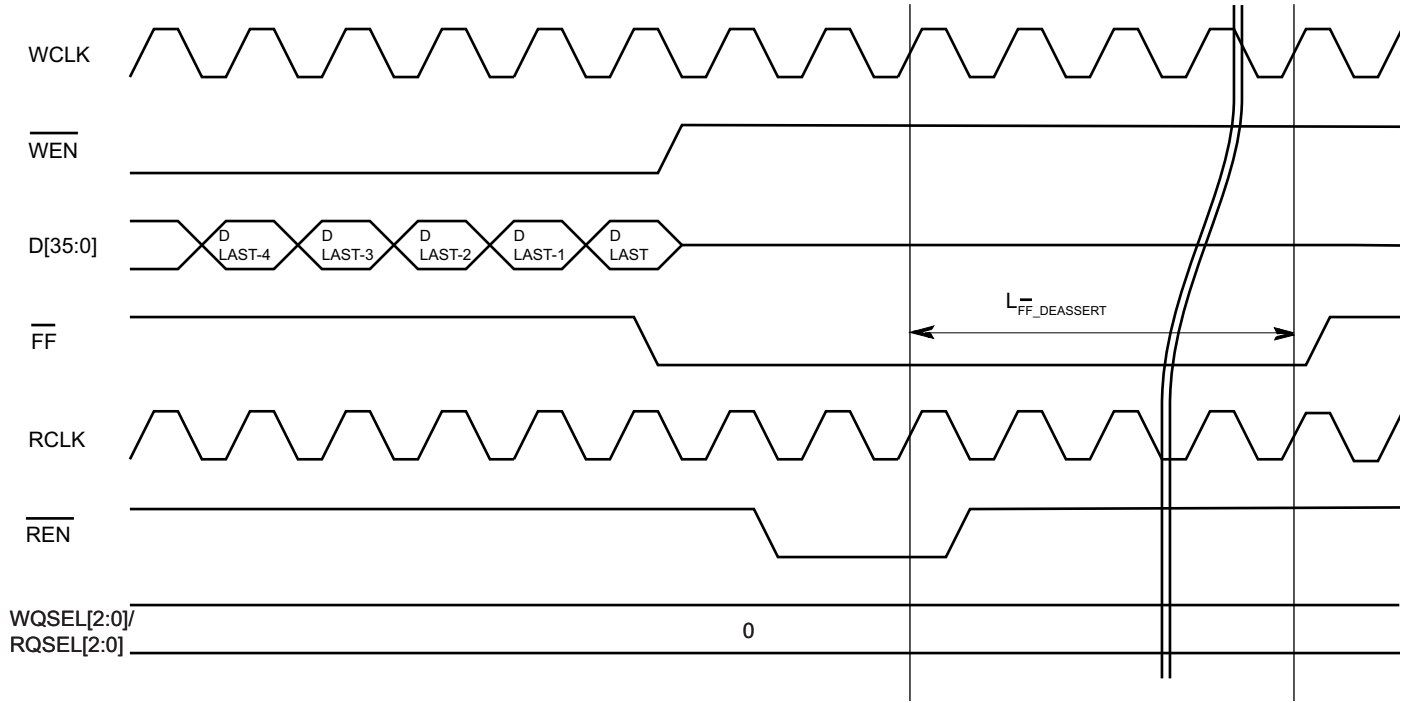 WCLK
WEN
D[35:0]
D
LAST-4
D
LAST-3
D
LAST-2
D
LAST-1
D
LAST
LFF_DEASSERT
FF
RCLK
REN
WQSEL[2:0]/
RQSEL[2:0]
0